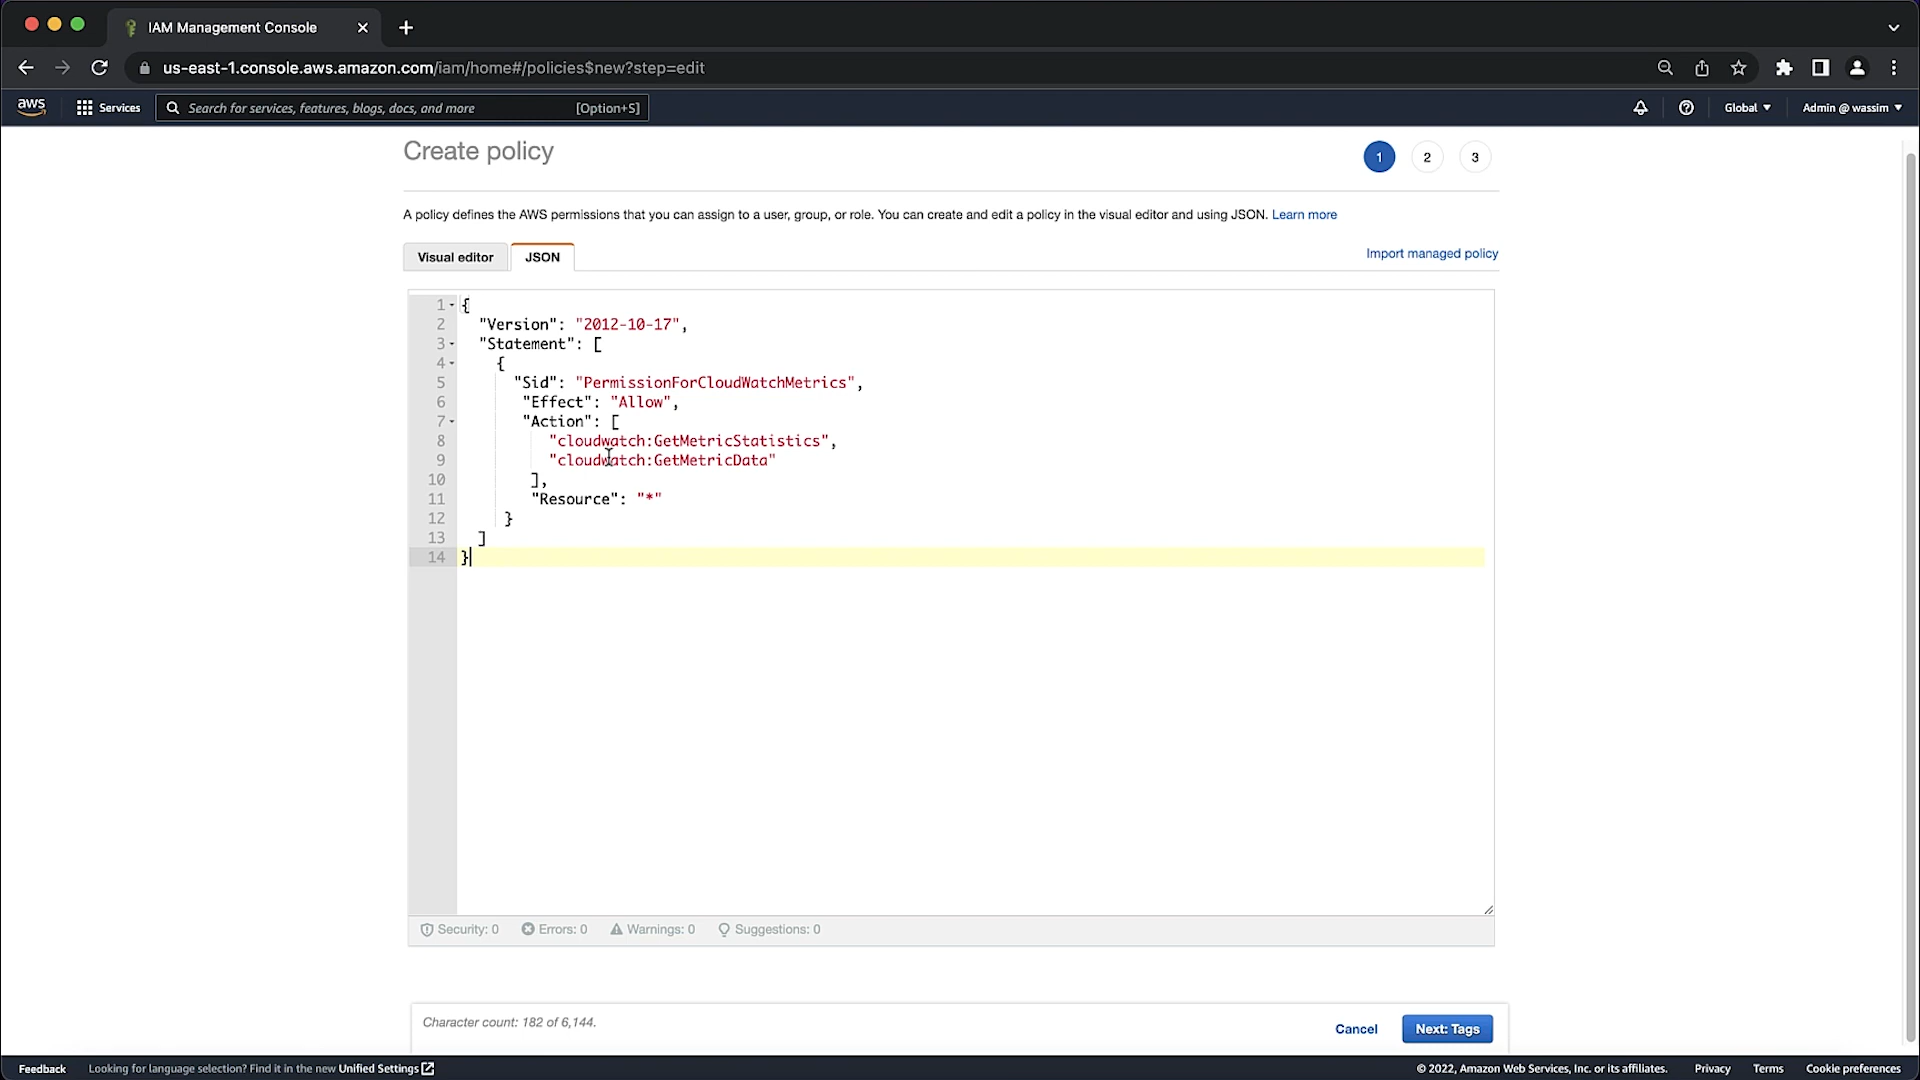 IAM Management Console
us-east-1.console.aws.amazon.com/iam/home#/policies$new?step=edit
aws
Services
Search for services, features, blogs, docs, and more
[Option+S]
Global
Admin @ wassim
Create policy
1
2
3
A policy defines the AWS permissions that you can assign to a user, group, or role. You can create and edit a policy in the visual editor and using JSON. Learn more
Visual editor
JSON
Import managed policy
1 {
2 "Version": "2012-10-17",
3 "Statement": [
4 {
5 "Sid": "PermissionForCloudWatchMetrics",
6 "Effect": "Allow",
7 "Action": [
8 "cloudwatch:GetMetricStatistics",
9 "cloudwatch:GetMetricData"
10 ],
11 "Resource": "*"
12 }
13 ]
14 }
Security: 0
Errors: 0
Warnings: 0
Suggestions: 0
Character count: 182 of 6,144.
Cancel
Next: Tags
Feedback
Looking for language selection? Find it in the new Unified Settings
© 2022, Amazon Web Services, Inc. or its affiliates.
Privacy
Terms
Cookie preferences